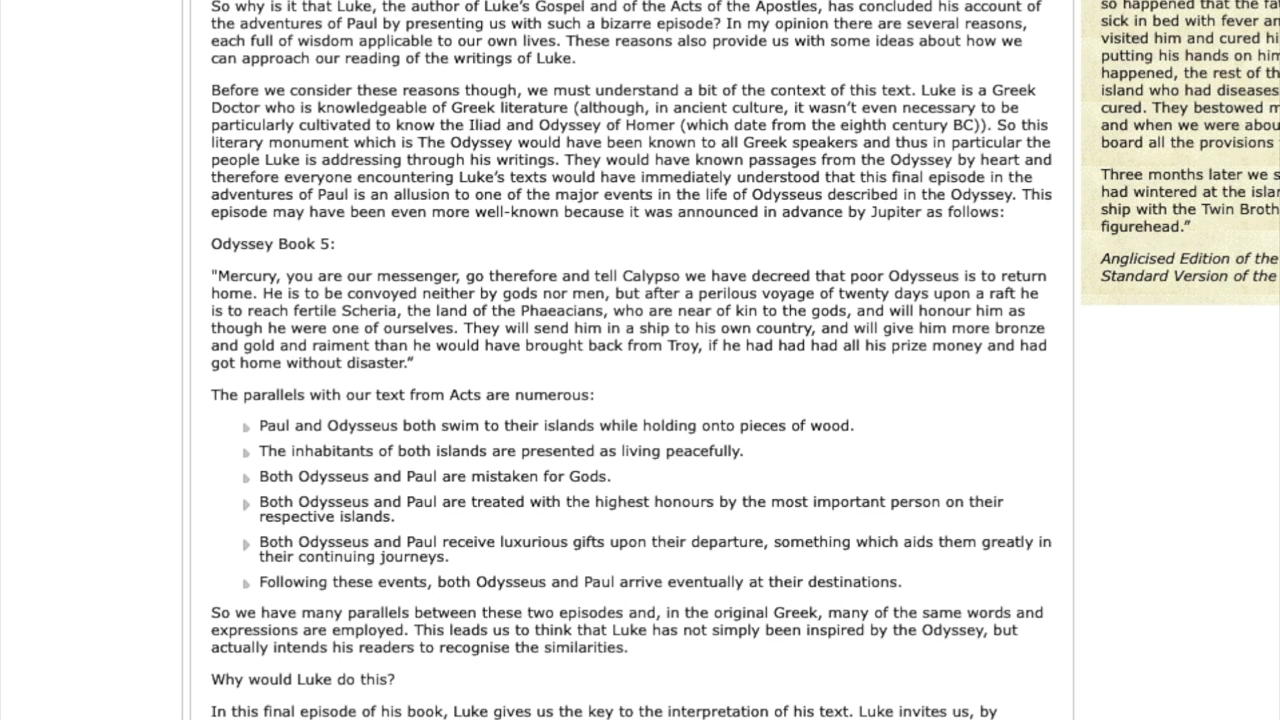 So why is it that Luke, the author of Luke's Gospel and of the Acts of the Apostles, has concluded his account of
the adventures of Paul by presenting us with such a bizarre episode? In my opinion there are several reasons,
each full of wisdom applicable to our own lives. These reasons also provide us with some ideas about how we
can approach our reading of the writings of Luke.
Before we consider these reasons though, we must understand a bit of the context of this text. Luke is a Greek
Doctor who is knowledgeable of Greek literature (although, in ancient culture, it wasn't even necessary to be
particularly cultivated to know the Iliad and Odyssey of Homer (which date from the eighth century BC)). So this
literary monument which is The Odyssey would have been known to all Greek speakers and thus in particular the
people Luke is addressing through his writings. They would have known passages from the Odyssey by heart and
therefore everyone encountering Luke's texts would have immediately understood that this final episode in the
adventures of Paul is an allusion to one of the major events in the life of Odysseus described in the Odyssey. This
episode may have been even more well-known because it was announced in advance by Jupiter as follows:
Odyssey Book 5:
"Mercury, you are our messenger, go therefore and tell Calypso we have decreed that poor Odysseus is to return
home. He is to be convoyed neither by gods nor men, but after a perilous voyage of twenty days upon a raft he
is to reach fertile Scheria, the land of the Phaeacians, who are near of kin to the gods, and will honour him as
though he were one of ourselves. They will send him in a ship to his own country, and will give him more bronze
and gold and raiment than he would have brought back from Troy, if he had had had all his prize money and had
got home without disaster."
The parallels with our text from Acts are numerous:
Paul and Odysseus both swim to their islands while holding onto pieces of wood.
The inhabitants of both islands are presented as living peacefully.
Both Odysseus and Paul are mistaken for Gods.
Both Odysseus and Paul are treated with the highest honours by the most important person on their
respective islands.
Both Odysseus and Paul receive luxurious gifts upon their departure, something which aids them greatly in
their continuing journeys.
Following these events, both Odysseus and Paul arrive eventually at their destinations.
So we have many parallels between these two episodes and, in the original Greek, many of the same words and
expressions are employed. This leads us to think that Luke has not simply been inspired by the Odyssey, but
actually intends his readers to recognise the similarities.
Why would Luke do this?
In this final episode of his book, Luke gives us the key to the interpretation of his text. Luke invites us, by
so happened that the fa
sick in bed with fever an
visited him and cured hi
putting his hands on him
happened, the rest of th
island who had diseases
cured. They bestowed m
and when we were abou
board all the provisions
Three months later we s
had wintered at the islan
ship with the Twin Broth
figurehead."
Anglicised Edition of the
Standard Version of the